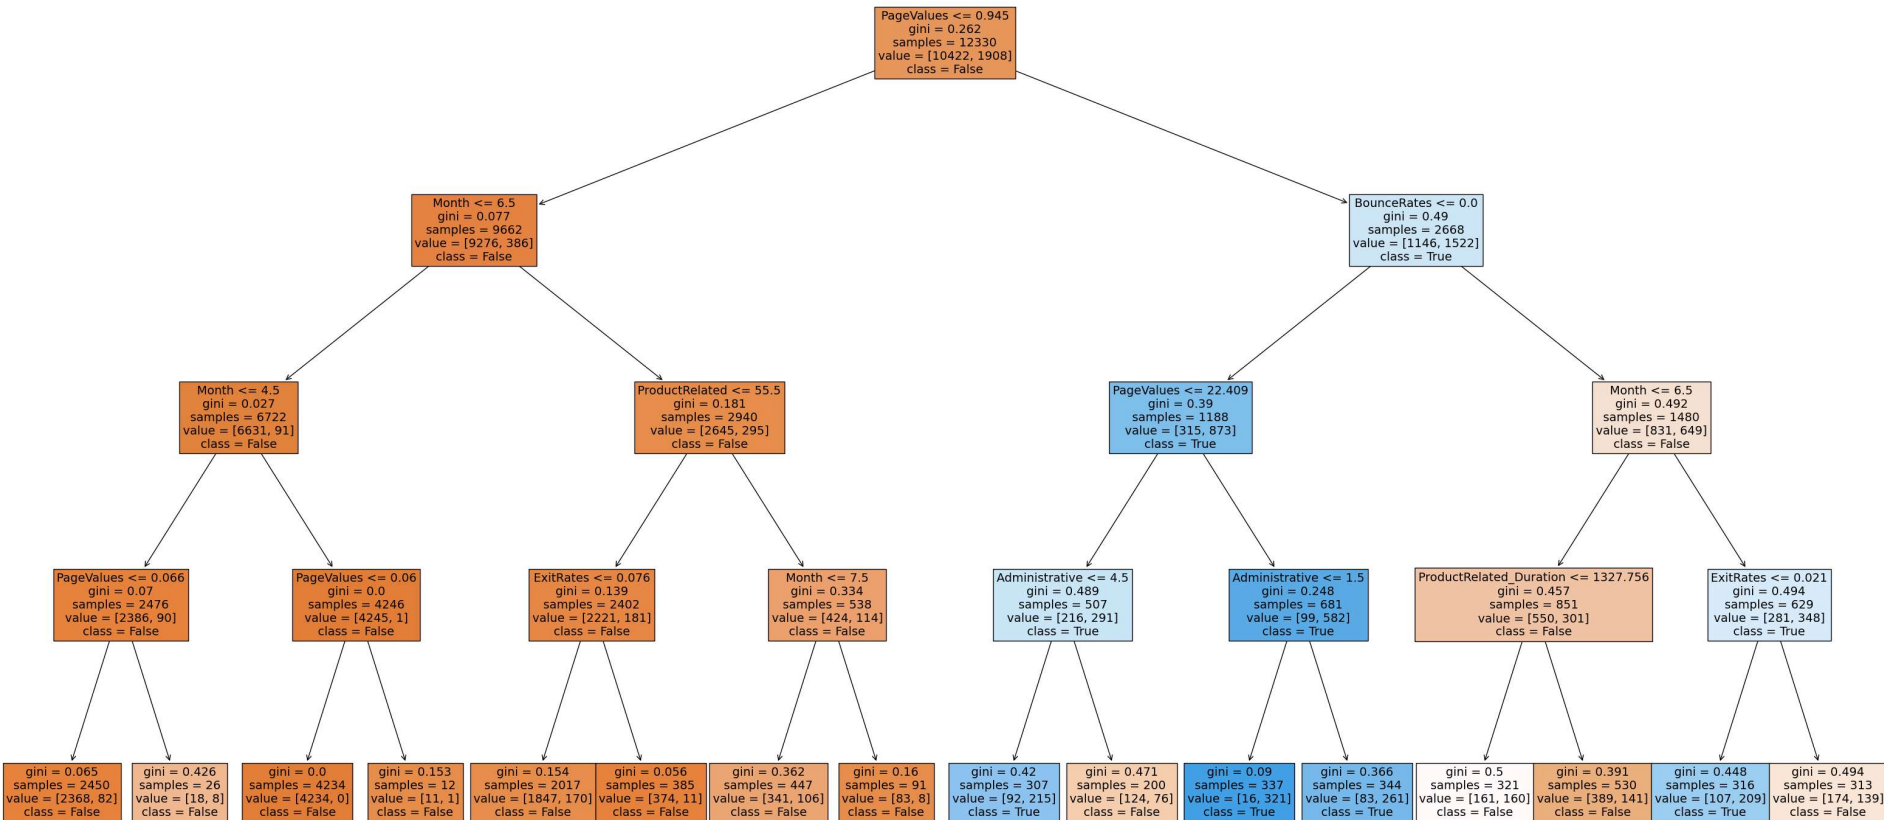 PageValues <= 0.945
gini = 0.262
samples = 12330
value = [10422, 1908]
class = False
Month <= 6.5
gini = 0.077
samples = 9662
value = [9276, 386]
class = False
BounceRates <= 0.0
gini = 0.49
samples = 2668
value = [1146, 1522]
class = True
Month <= 4.5
gini = 0.027
samples = 6722
value = [6631, 91]
class = False
ProductRelated <= 55.5
gini = 0.181
samples = 2940
value = [2645, 295]
class = False
PageValues <= 22.409
gini = 0.39
samples = 1188
value = [315, 873]
class = True
Month <= 6.5
gini = 0.492
samples = 1480
value = [831, 649]
class = False
PageValues <= 0.066
gini = 0.07
samples = 2476
value = [2386, 90]
class = False
PageValues <= 0.06
gini = 0.0
samples = 4246
value = [4245, 1]
class = False
ExitRates <= 0.076
gini = 0.139
samples = 2402
value = [2221, 181]
class = False
Month <= 7.5
gini = 0.334
samples = 538
value = [424, 114]
class = False
Administrative <= 4.5
gini = 0.489
samples = 507
value = [216, 291]
class = True
Administrative <= 1.5
gini = 0.248
samples = 681
value = [99, 582]
class = True
ProductRelated_Duration <= 1327.756
gini = 0.457
samples = 851
value = [550, 301]
class = False
ExitRates <= 0.021
gini = 0.494
samples = 629
value = [281, 348]
class = True
gini = 0.065
samples = 2450
value = [2368, 82]
class = False
gini = 0.426
samples = 26
value = [18, 8]
class = False
gini = 0.0
samples = 4234
value = [4234, 0]
class = False
gini = 0.153
samples = 12
value = [11, 1]
class = False
gini = 0.154
samples = 2017
value = [1847, 170]
class = False
gini = 0.056
samples = 385
value = [374, 11]
class = False
gini = 0.362
samples = 447
value = [341, 106]
class = False
gini = 0.16
samples = 91
value = [83, 8]
class = False
gini = 0.42
samples = 307
value = [92, 215]
class = True
gini = 0.471
samples = 200
value = [124, 76]
class = False
gini = 0.09
samples = 337
value = [16, 321]
class = True
gini = 0.366
samples = 344
value = [83, 261]
class = True
gini = 0.5
samples = 321
value = [161, 160]
class = False
gini = 0.391
samples = 530
value = [389, 141]
class = False
gini = 0.448
samples = 316
value = [107, 209]
class = True
gini = 0.494
samples = 313
value = [174, 139]
class = False